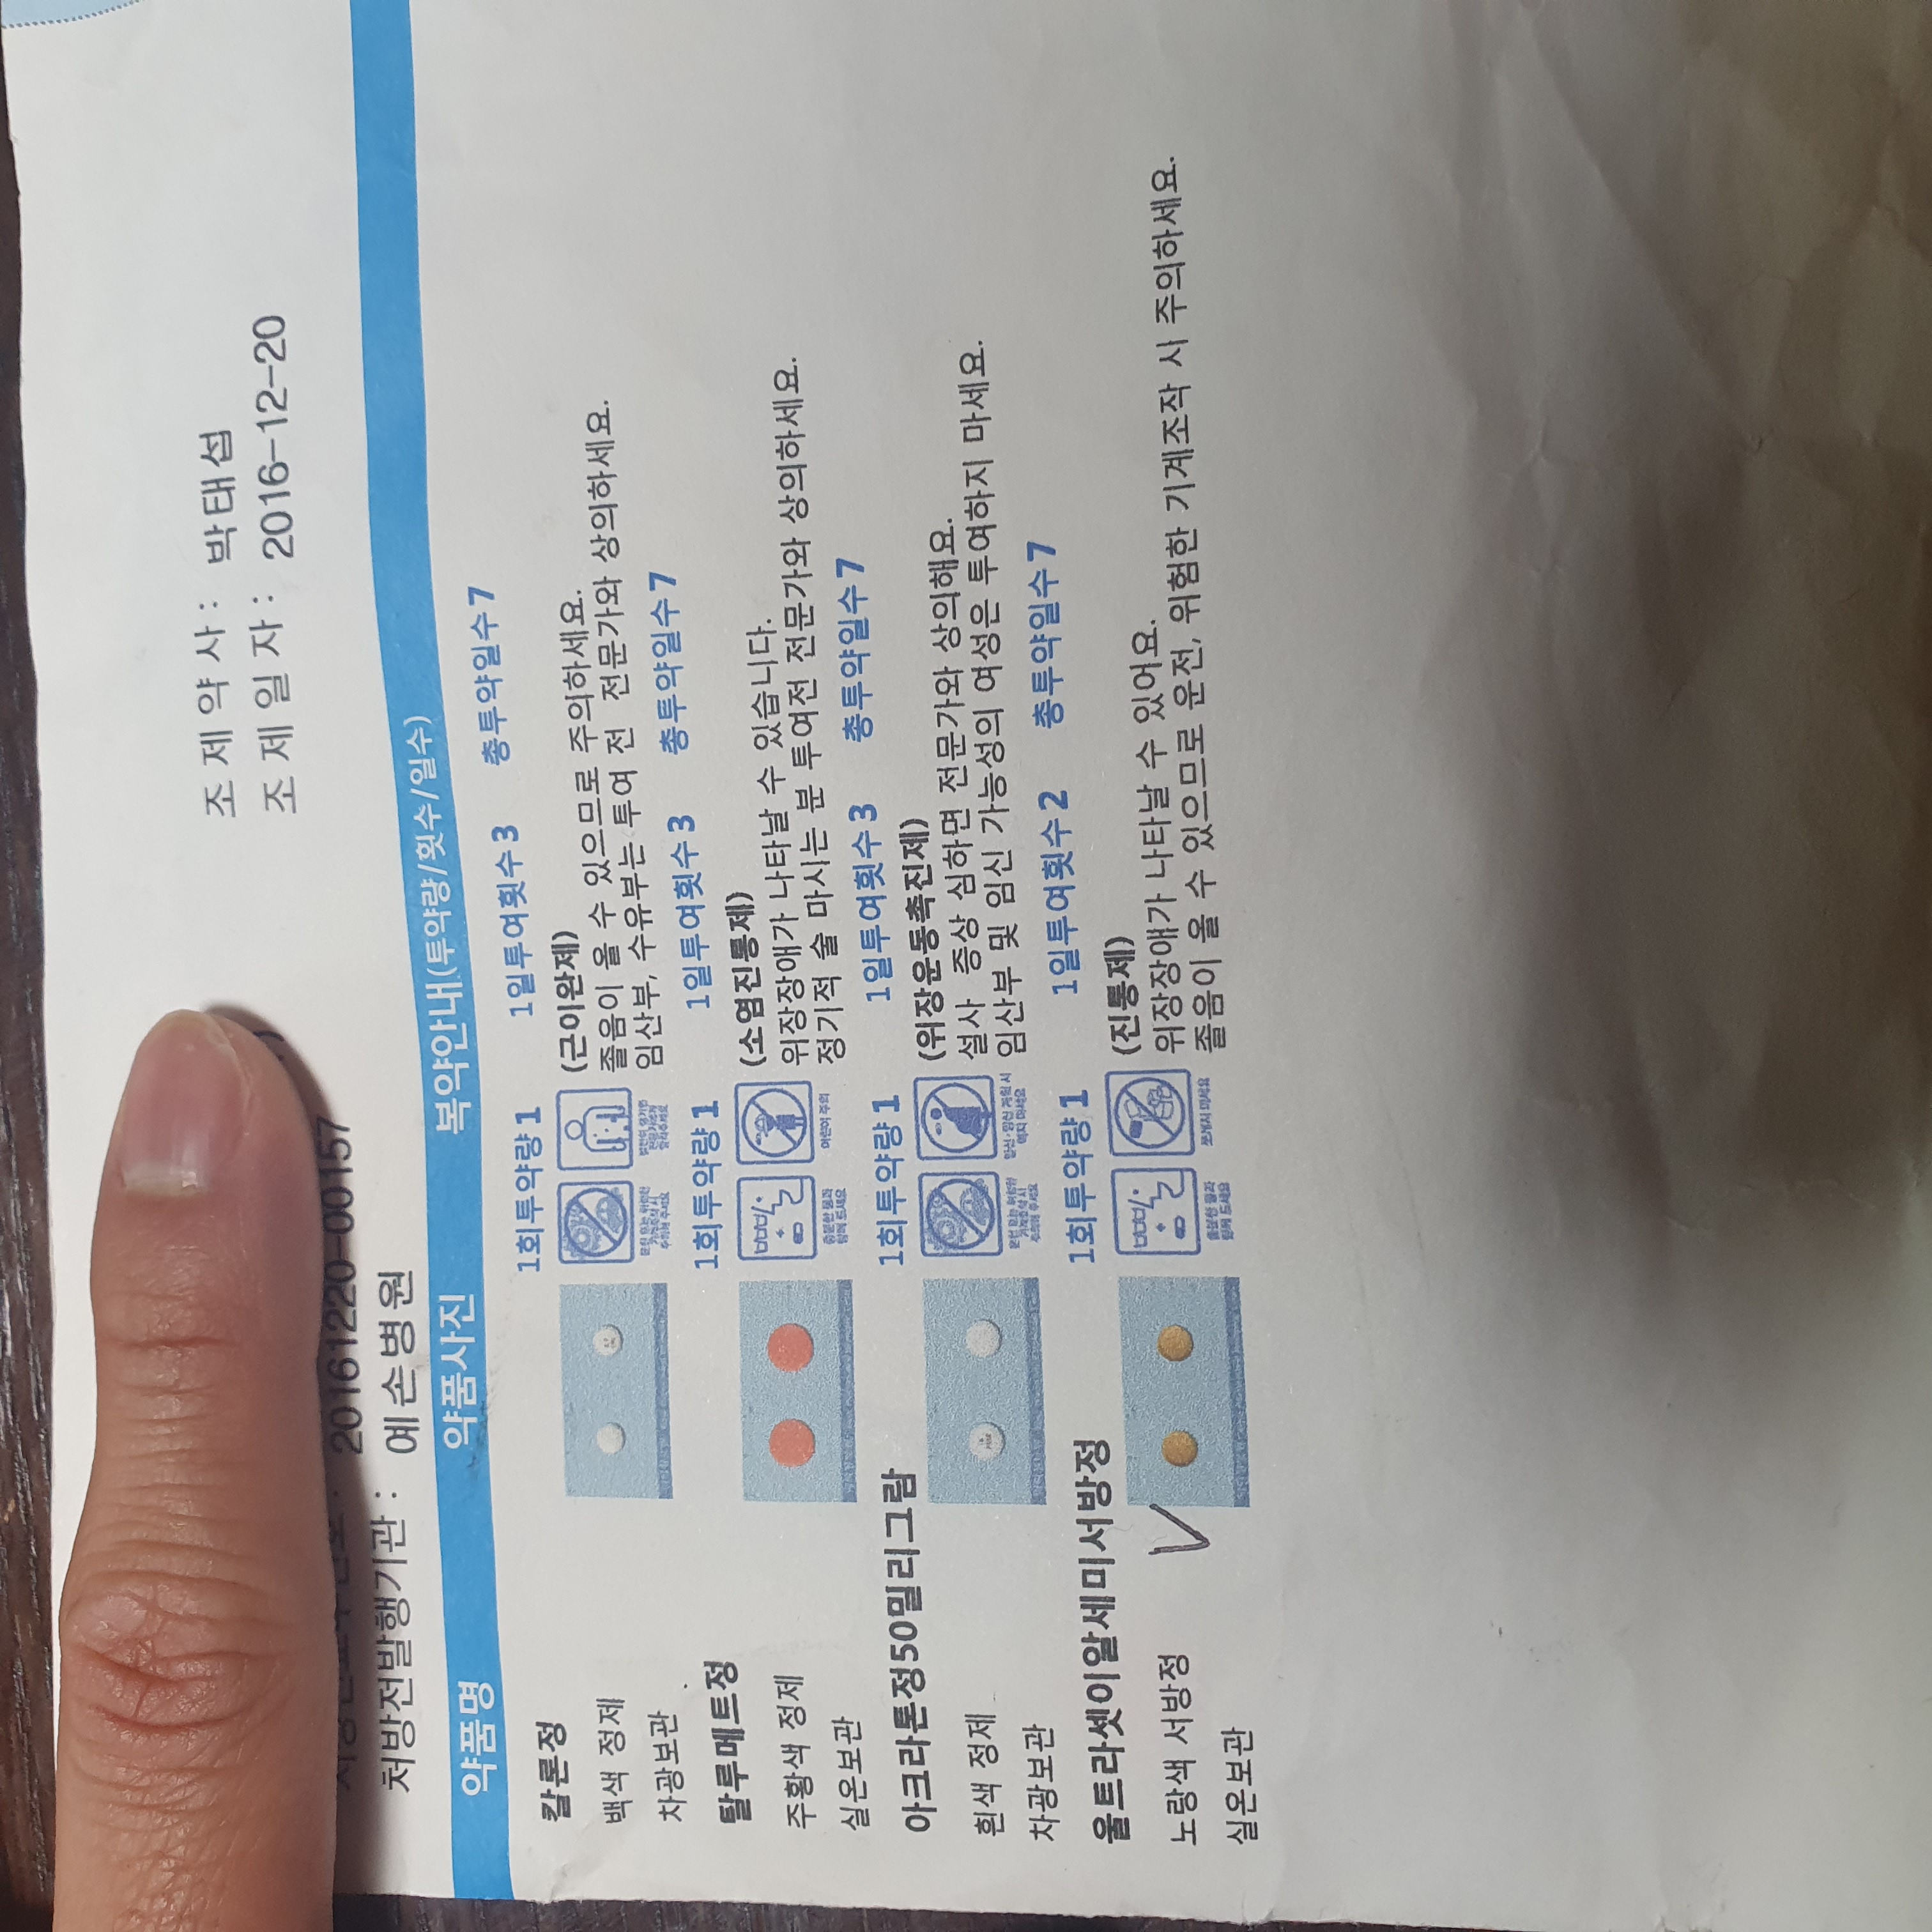 조제약사: 박태섭
조제일자: 2016-12-20
20161220-00157
처방전발행기관: 예손병원
약품명 약품사진 복약안내(투약량/횟수/일수)
칼론정
백색 정제
차광보관
1회투약량 1 1일투여횟수 3 총투약일수 7
(근이완제)
졸음이 올 수 있으므로 주의하세요.
임산부, 수유부는 투여 전 전문가와 상의하세요.
탈루메트정
주황색 정제
실온보관
1회투약량 1 1일투여횟수 3 총투약일수 7
충분한 물과
함께 드세요
어린이 주의
(소염진통제)
위장장애가 나타날 수 있습니다.
정기적 술 마시는 분 투여전 전문가와 상의하세요.
아크라톤정50밀리그람
흰색 정제
차광보관
1회투약량 1 1일투여횟수 3 총투약일수 7
(위장운동촉진제)
설사 증상 심하면 전문가와 상의해요.
임산부 및 임신 가능성의 여성은 투여하지 마세요.
울트라셋이알세미서방정
노랑색 서방정
실온보관
V
1회투약량 1 1일투여횟수 2 총투약일수 7
충분한 물과
함께 드세요
쪼개지 마세요
(진통제)
위장장애가 나타날 수 있어요.
졸음이 올 수 있으므로 운전, 위험한 기계조작 시 주의하세요.